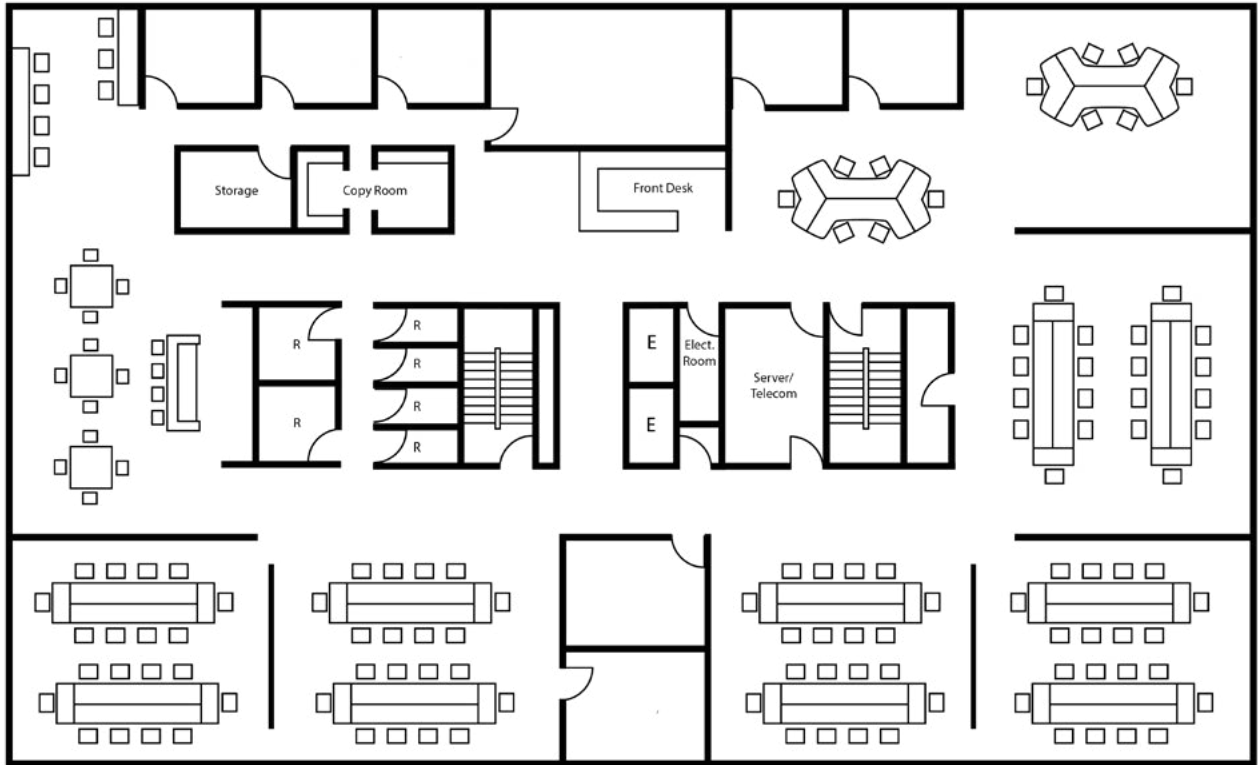 Storage
Copy Room
Front Desk
R
R
R
R
R
R
E
E
Elect.
Room
Server/
Telecom